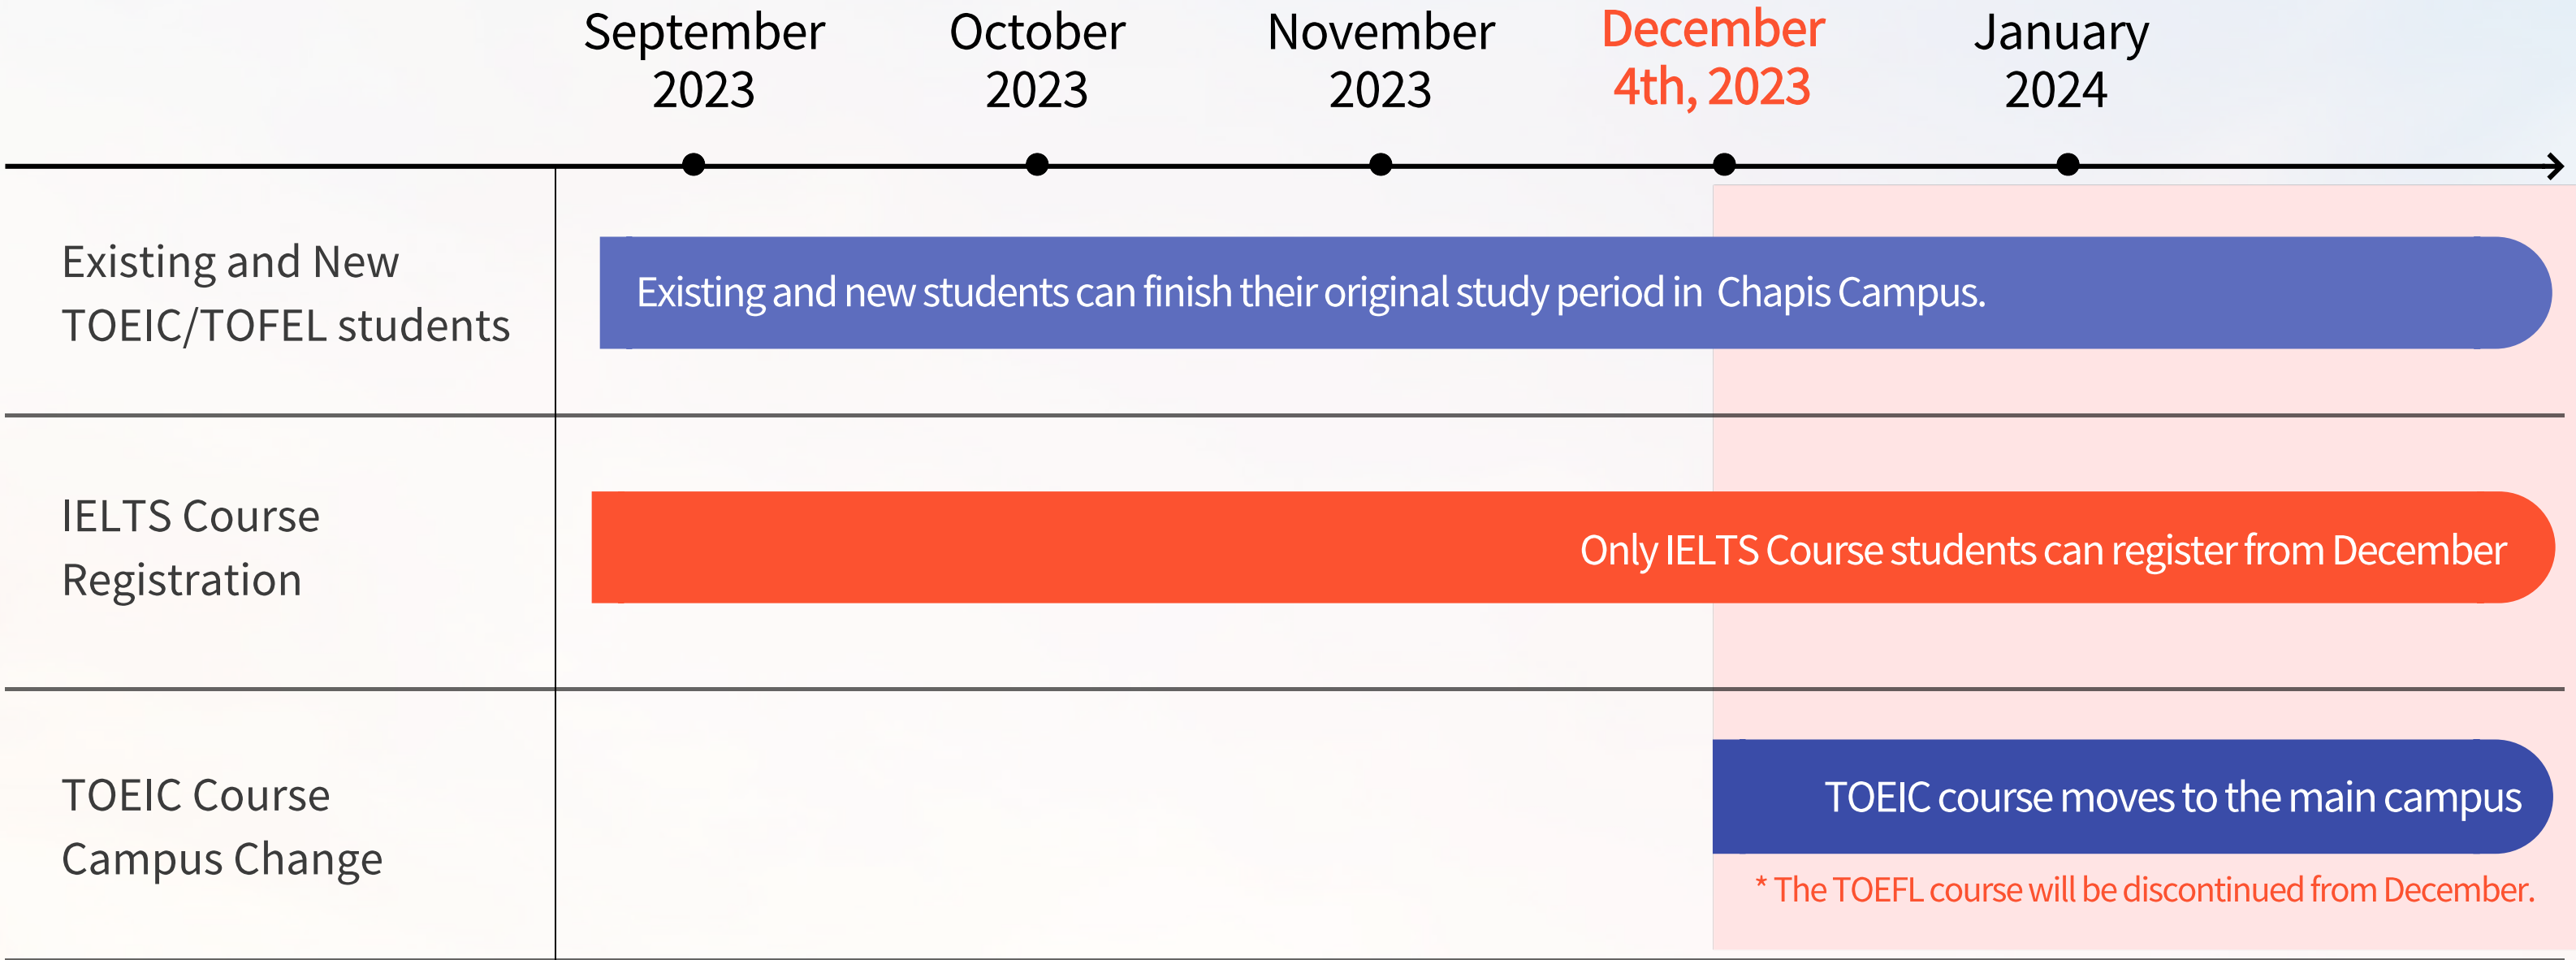 September
2023
October
2023
November
2023
December
4th, 2023
January
2024
Existing and New
TOEIC/TOFEL students
Existing and new students can finish their original study period in Chapis Campus.
IELTS Course
Registration
Only IELTS Course students can register from December
TOEIC Course
Campus Change
TOEIC course moves to the main campus
* The TOEFL course will be discontinued from December.